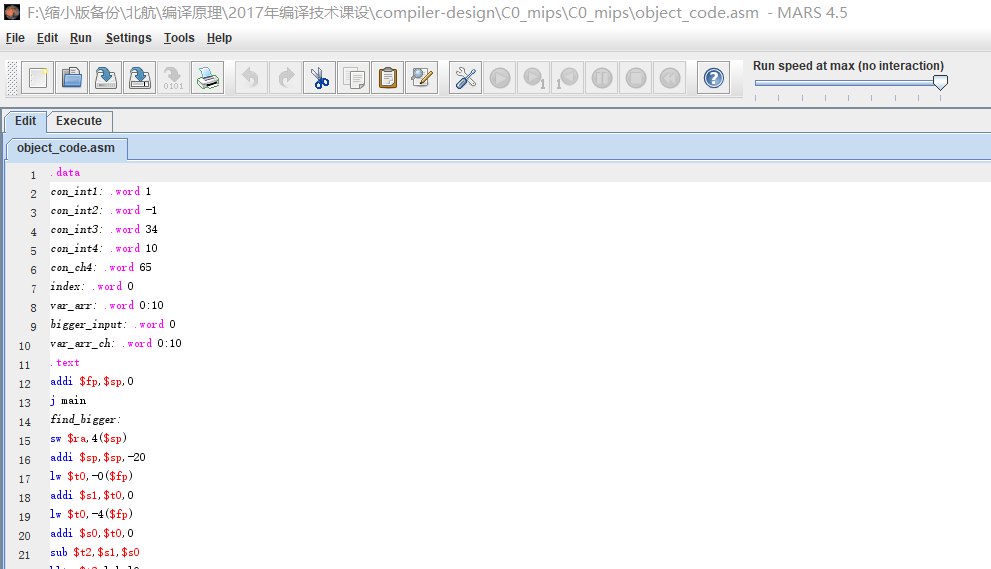 F:\缩小版备份\北航\编译原理\2017年编译技术课设\compiler-design\C0_mips\C0_mips\object_code.asm - MARS 4.5
File Edit Run Settings Tools Help
Run speed at max (no interaction)
Edit Execute
object_code.asm
1 .data
2 con_int1: .word 1
3 con_int2: .word -1
4 con_int3: .word 34
5 con_int4: .word 10
6 con_ch4: .word 65
7 index: .word 0
8 var_arr: .word 0:10
9 bigger_input: .word 0
10 var_arr_ch: .word 0:10
11 .text
12 addi $fp,$sp,0
13 j main
14 find_bigger:
15 sw $ra,4($sp)
16 addi $sp,$sp,-20
17 lw $t0,-0($fp)
18 addi $s1,$t0,0
19 lw $t0,-4($fp)
20 addi $s0,$t0,0
21 sub $t2,$s1,$s0